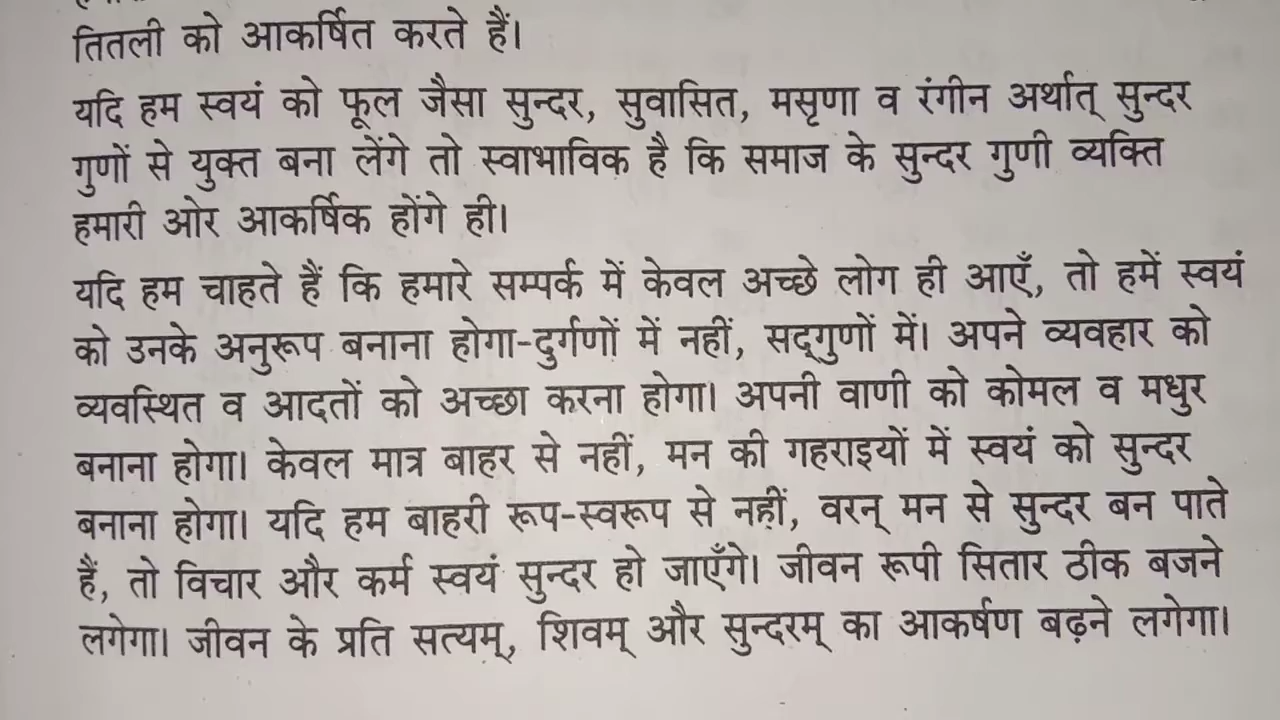 तितली को आकर्षित करते हैं।
यदि हम स्वयं को फूल जैसा सुन्दर, सुवासित, मसृणा व रंगीन अर्थात् सुन्दर
गुणों से युक्त बना लेंगे तो स्वाभाविक है कि समाज के सुन्दर गुणी व्यक्ति
हमारी ओर आकर्षिक होंगे ही।
यदि हम चाहते हैं कि हमारे सम्पर्क में केवल अच्छे लोग ही आएँ, तो हमें स्वयं
को उनके अनुरूप बनाना होगा-दुर्गणों में नहीं, सद्‌गुणों में। अपने व्यवहार को
व्यवस्थित व आदतों को अच्छा करना होगा। अपनी वाणी को कोमल व मधुर
बनाना होगा। केवल मात्र बाहर से नहीं, मन की गहराइयों में स्वयं को सुन्दर
बनाना होगा। यदि हम बाहरी रूप-स्वरूप से नहीं, वरन् मन से सुन्दर बन पाते
हैं, तो विचार और कर्म स्वयं सुन्दर हो जाएँगे। जीवन रूपी सितार ठीक बजने
लगेगा। जीवन के प्रति सत्यम्, शिवम् और सुन्दरम् का आकर्षण बढ़ने लगेगा।